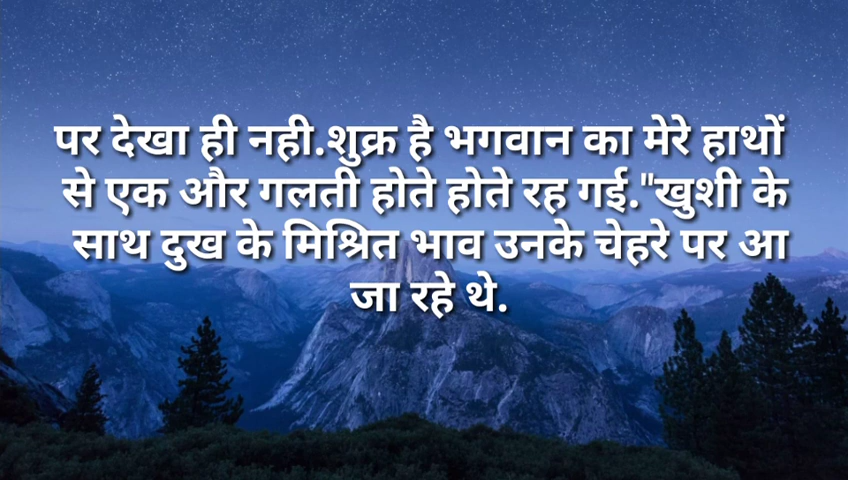 पर देखा ही नही.शुक्र है भगवान का मेरे हाथों
से एक और गलती होते होते रह गई."खुशी के
साथ दुख के मिश्रित भाव उनके चेहरे पर आ
जा रहे थे.